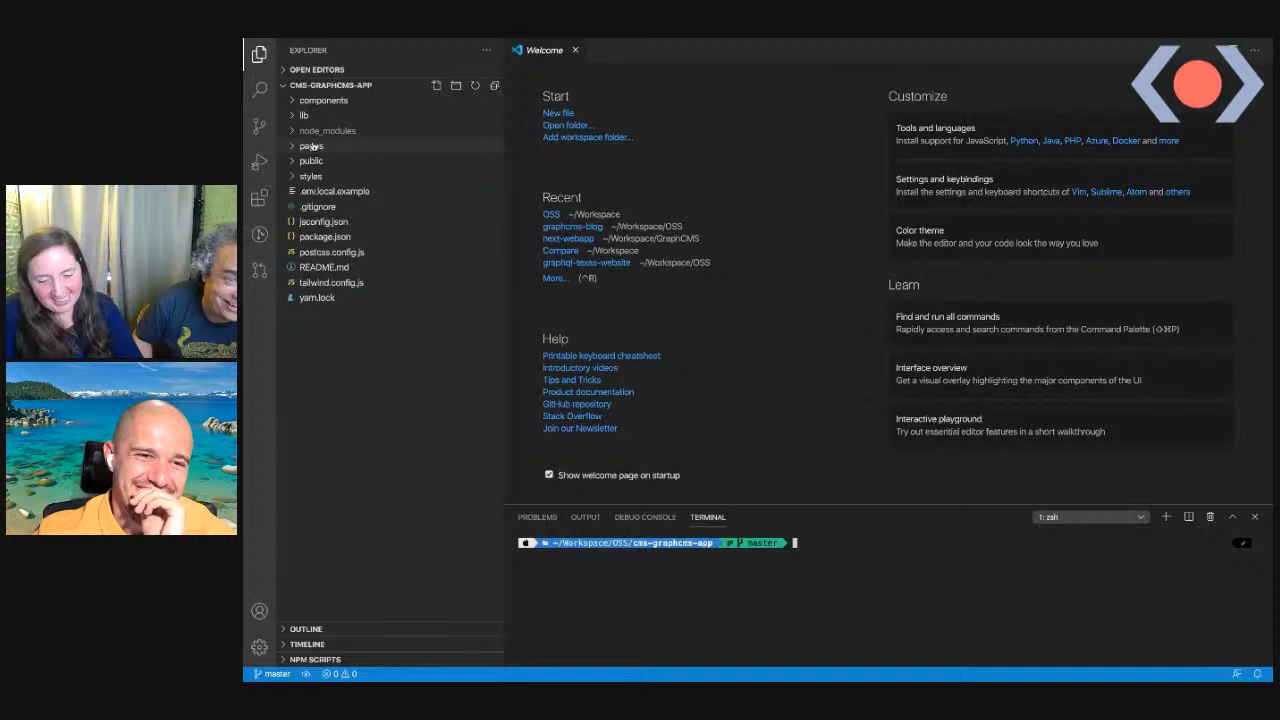 EXPLORER
OPEN EDITORS
CMS-GRAPHCMS-APP
components
lib
node_modules
pages
public
styles
.env.local.example
.gitignore
jsconfig.json
package.json
postcss.config.js
README.md
tailwind.config.js
yarn.lock
OUTLINE
TIMELINE
NPM SCRIPTS
Welcome
Start
New file
Open folder...
Add workspace folder...
Recent
OSS ~/Workspace
graphcms-blog ~/Workspace/OSS
next-webapp ~/Workspace/GraphCMS
Compare ~/Workspace
graphql-texas-website ~/Workspace/OSS
More... (^R)
Help
Printable keyboard cheatsheet
Introductory videos
Tips and Tricks
Product documentation
GitHub repository
Stack Overflow
Join our Newsletter
Show welcome page on startup
Customize
Tools and languages
Install support for JavaScript, Python, Java, PHP, Azure, Docker and more
Settings and keybindings
Install the settings and keyboard shortcuts of Vim, Sublime, Atom and others
Color theme
Make the editor and your code look the way you love
Learn
Find and run all commands
Rapidly access and search commands from the Command Palette (⇧⌘P)
Interface overview
Get a visual overlay highlighting the major components of the UI
Interactive playground
Try out essential editor features in a short walkthrough
PROBLEMS OUTPUT DEBUG CONSOLE TERMINAL 1: zsh
~/Workspace/OSS/cms-graphcms-app master
master 0 0